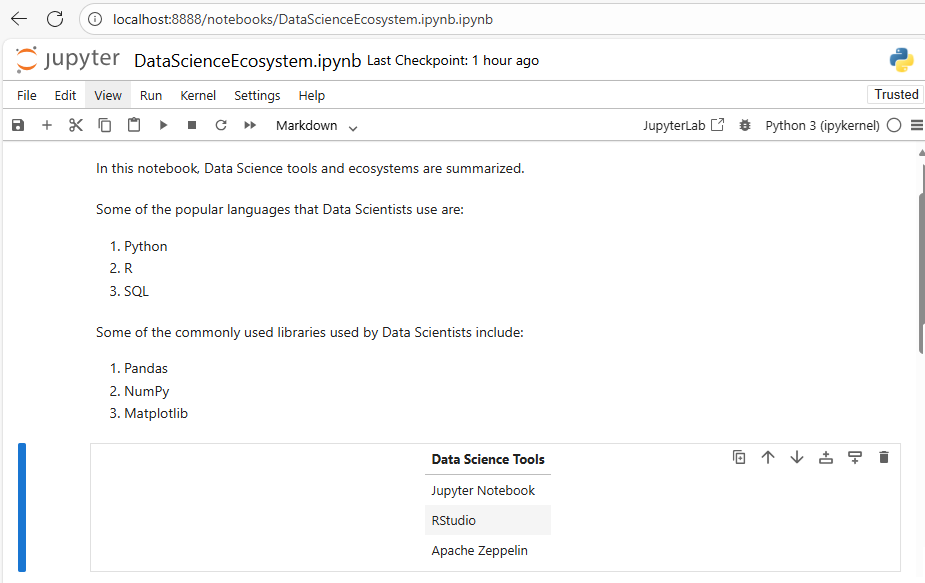 localhost:8888/notebooks/DataScienceEcosystem.ipynb.ipynb
jupyter DataScienceEcosystem.ipynb Last Checkpoint: 1 hour ago
File Edit View Run Kernel Settings Help Trusted
Markdown JupyterLab Python 3 (ipykernel)
In this notebook, Data Science tools and ecosystems are summarized.
Some of the popular languages that Data Scientists use are:
1. Python
2. R
3. SQL
Some of the commonly used libraries used by Data Scientists include:
1. Pandas
2. NumPy
3. Matplotlib
Data Science Tools
Jupyter Notebook
RStudio
Apache Zeppelin